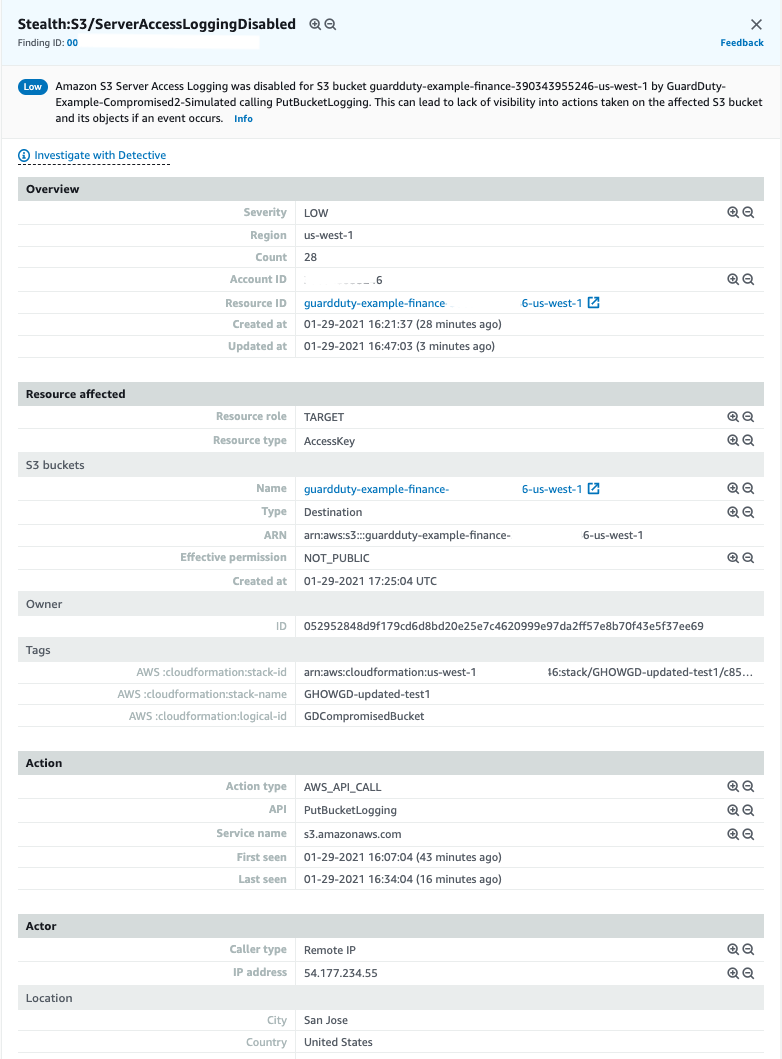 Stealth:S3/ServerAccessLoggingDisabled
Finding ID: 00
Feedback
Low
Amazon S3 Server Access Logging was disabled for S3 bucket guardduty-example-finance-390343955246-us-west-1 by GuardDuty-
Example-Compromised2-Simulated calling PutBucketLogging. This can lead to lack of visibility into actions taken on the affected S3 bucket
and its objects if an event occurs. Info
Investigate with Detective
Overview
Severity LOW
Region us-west-1
Count 28
Account ID 6
Resource ID guardduty-example-finance 6-us-west-1
Created at 01-29-2021 16:21:37 (28 minutes ago)
Updated at 01-29-2021 16:47:03 (3 minutes ago)
Resource affected
Resource role TARGET
Resource type AccessKey
S3 buckets
Name guardduty-example-finance- 6-us-west-1
Type Destination
ARN arn:aws:s3:::guardduty-example-finance- 6-us-west-1
Effective permission NOT_PUBLIC
Created at 01-29-2021 17:25:04 UTC
Owner
ID 052952848d9f179cd6d8bd20e25e7c4620999e97da2ff57e8b70f43e5f37ee69
Tags
AWS :cloudformation:stack-id arn:aws:cloudformation:us-west-1 46:stack/GHOWGD-updated-test1/c85...
AWS :cloudformation:stack-name GHOWGD-updated-test1
AWS :cloudformation:logical-id GDCompromisedBucket
Action
Action type AWS_API_CALL
API PutBucketLogging
Service name s3.amazonaws.com
First seen 01-29-2021 16:07:04 (43 minutes ago)
Last seen 01-29-2021 16:34:04 (16 minutes ago)
Actor
Caller type Remote IP
IP address 54.177.234.55
Location
City San Jose
Country United States